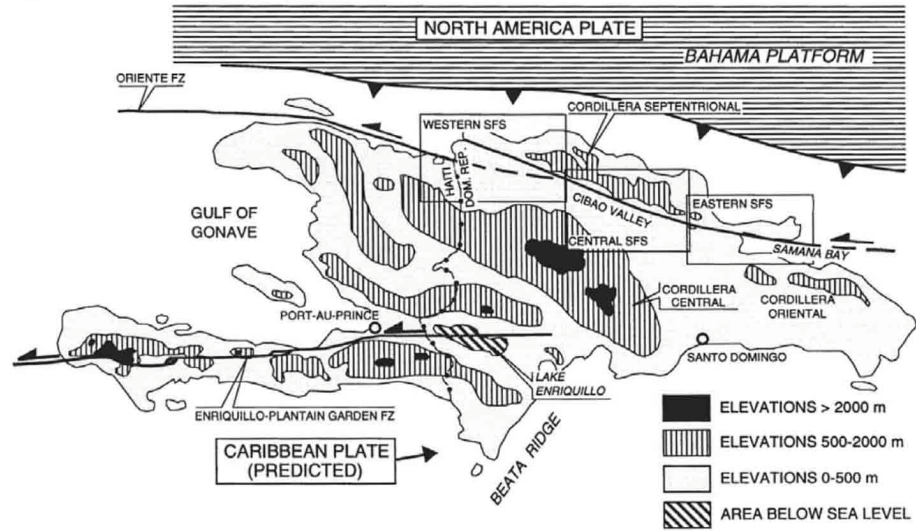 NORTH AMERICA PLATE
BAHAMA PLATFORM
ORIENTE FZ
CORDILLERA SEPTENTRIONAL
WESTERN SFS
HAITI
DOM. REP.
EASTERN SFS
CIBAO VALLEY
GULF OF
GONAVE
CENTRAL SFS
SAMANA BAY
CORDILLERA
CENTRAL
CORDILLERA
ORIENTAL
PORT-AU-PRINCE
SANTO DOMINGO
LAKE
ENRIQUILLO
ENRIQUILLO-PLANTAIN GARDEN FZ
CARIBBEAN PLATE
(PREDICTED)
BEATA RIDGE
ELEVATIONS > 2000 m
ELEVATIONS 500-2000 m
ELEVATIONS 0-500 m
AREA BELOW SEA LEVEL